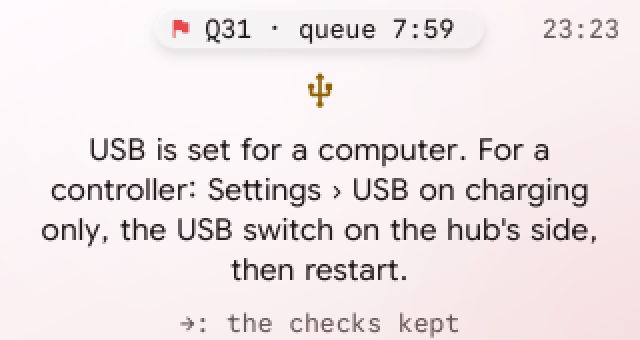 Q31 · queue 7:59
23:23
USB is set for a computer. For a
controller: Settings › USB on charging
only, the USB switch on the hub's side,
then restart.
→: the checks kept